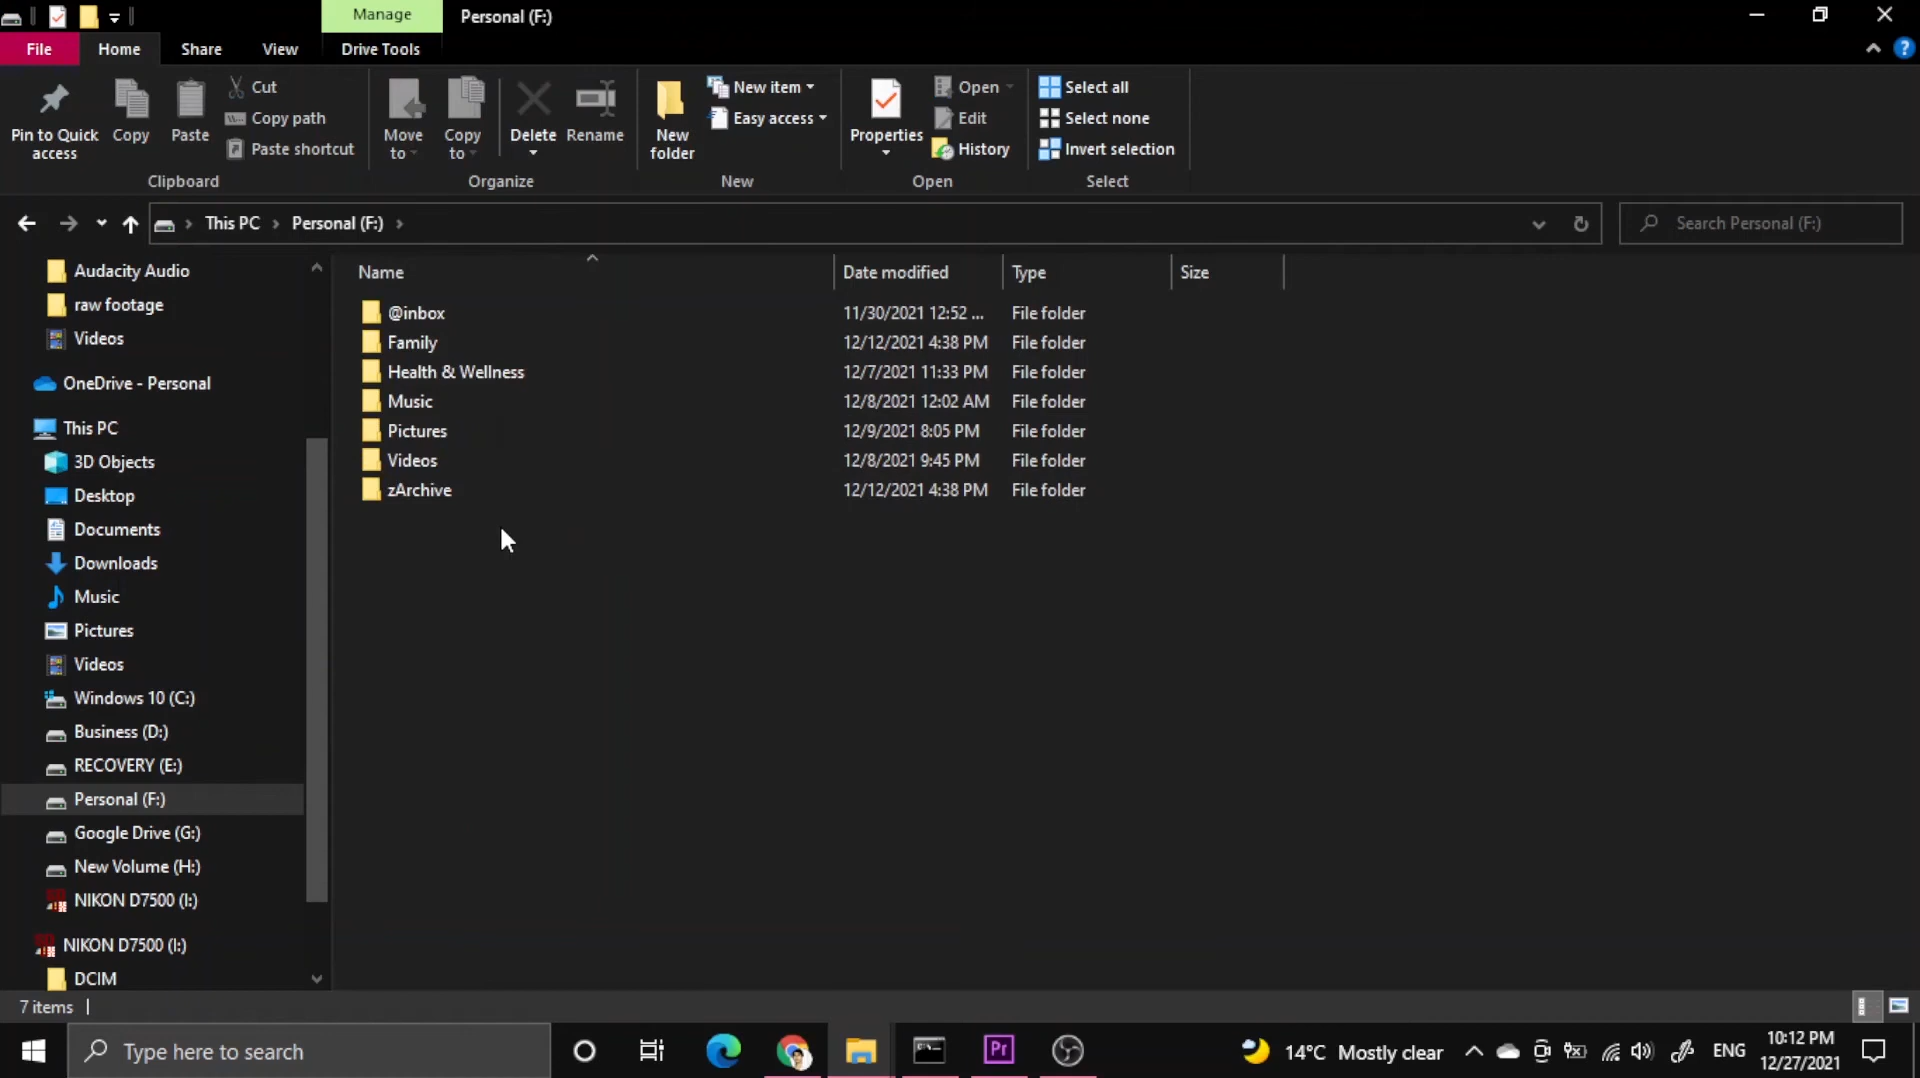 Manage Personal (F:)
File Home Share View Drive Tools
Pin to Quick access
Copy
Paste
Cut
Copy path
Paste shortcut
Move to
Copy to
Delete
Rename
New folder
New item
Easy access
Properties
Open
Edit
History
Select all
Select none
Invert selection
Clipboard Organize New Open Select
This PC > Personal (F:) > Search Personal (F:)
Audacity Audio
raw footage
Videos
OneDrive - Personal
This PC
3D Objects
Desktop
Documents
Downloads
Music
Pictures
Videos
Windows 10 (C:)
Business (D:)
RECOVERY (E:)
Personal (F:)
Google Drive (G:)
New Volume (H:)
NIKON D7500 (I:)
NIKON D7500 (I:)
DCIM
Name Date modified Type Size
@inbox 11/30/2021 12:52 ... File folder
Family 12/12/2021 4:38 PM File folder
Health & Wellness 12/7/2021 11:33 PM File folder
Music 12/8/2021 12:02 AM File folder
Pictures 12/9/2021 8:05 PM File folder
Videos 12/8/2021 9:45 PM File folder
zArchive 12/12/2021 4:38 PM File folder
7 items
Type here to search
Pr
14°C Mostly clear
ENG
10:12 PM
12/27/2021